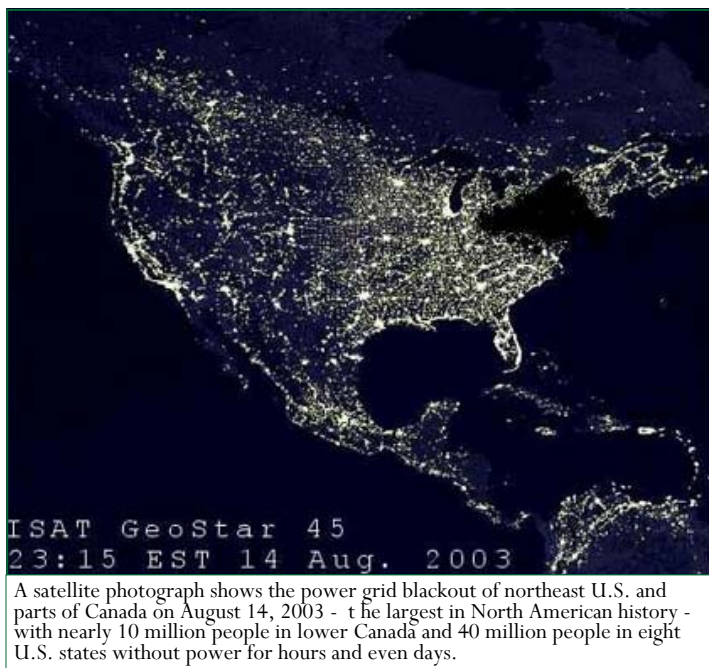 ISAT GeoStar 45
23:15 EST 14 Aug. 2003
A satellite photograph shows the power grid blackout of northeast U.S. and
parts of Canada on August 14, 2003 - t he largest in North American history -
with nearly 10 million people in lower Canada and 40 million people in eight
U.S. states without power for hours and even days.